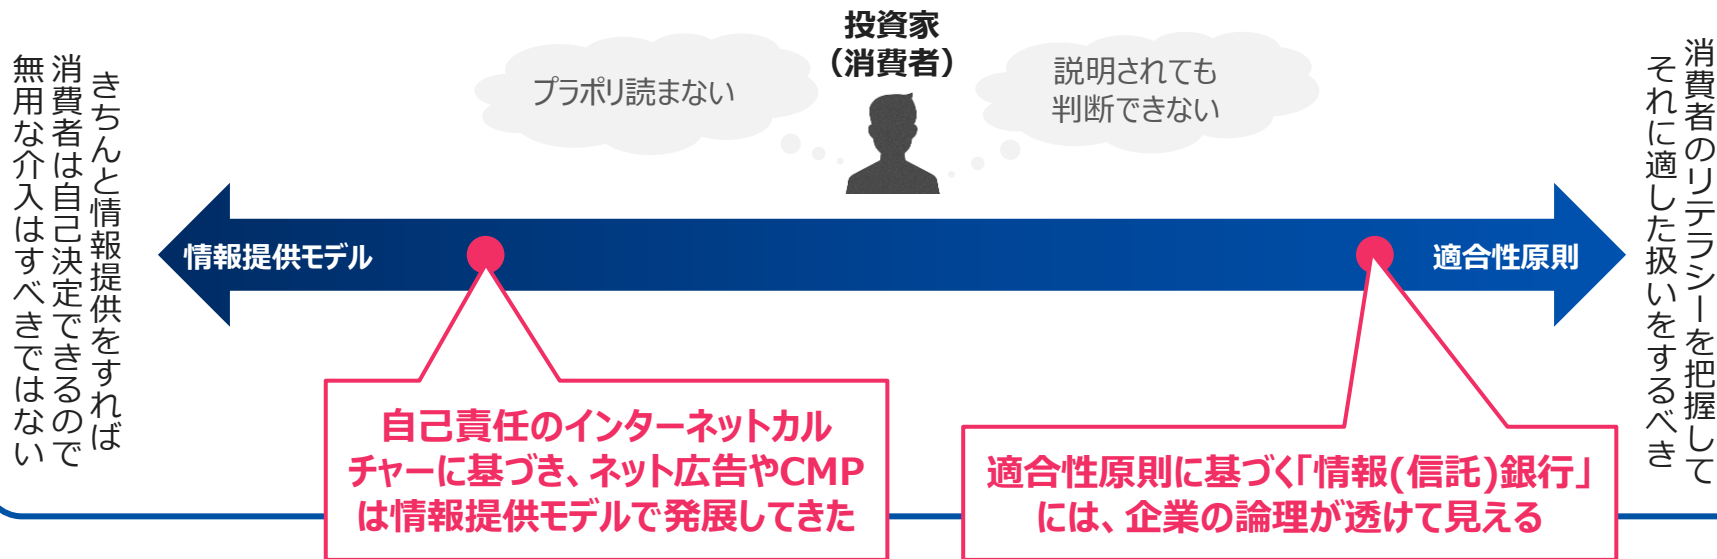 投資家
（消費者）
プラポリ読まない
説明されても
判断できない
きちんと情報提供をすれば
消費者は自己決定できるので
無用な介入はすべきではない
情報提供モデル
適合性原則
消費者のリテラシーを把握して
それに適した扱いをするべき
自己責任のインターネットカル
チャーに基づき、ネット広告やCMP
は情報提供モデルで発展してきた
適合性原則に基づく「情報(信託)銀行」
には、企業の論理が透けて見える